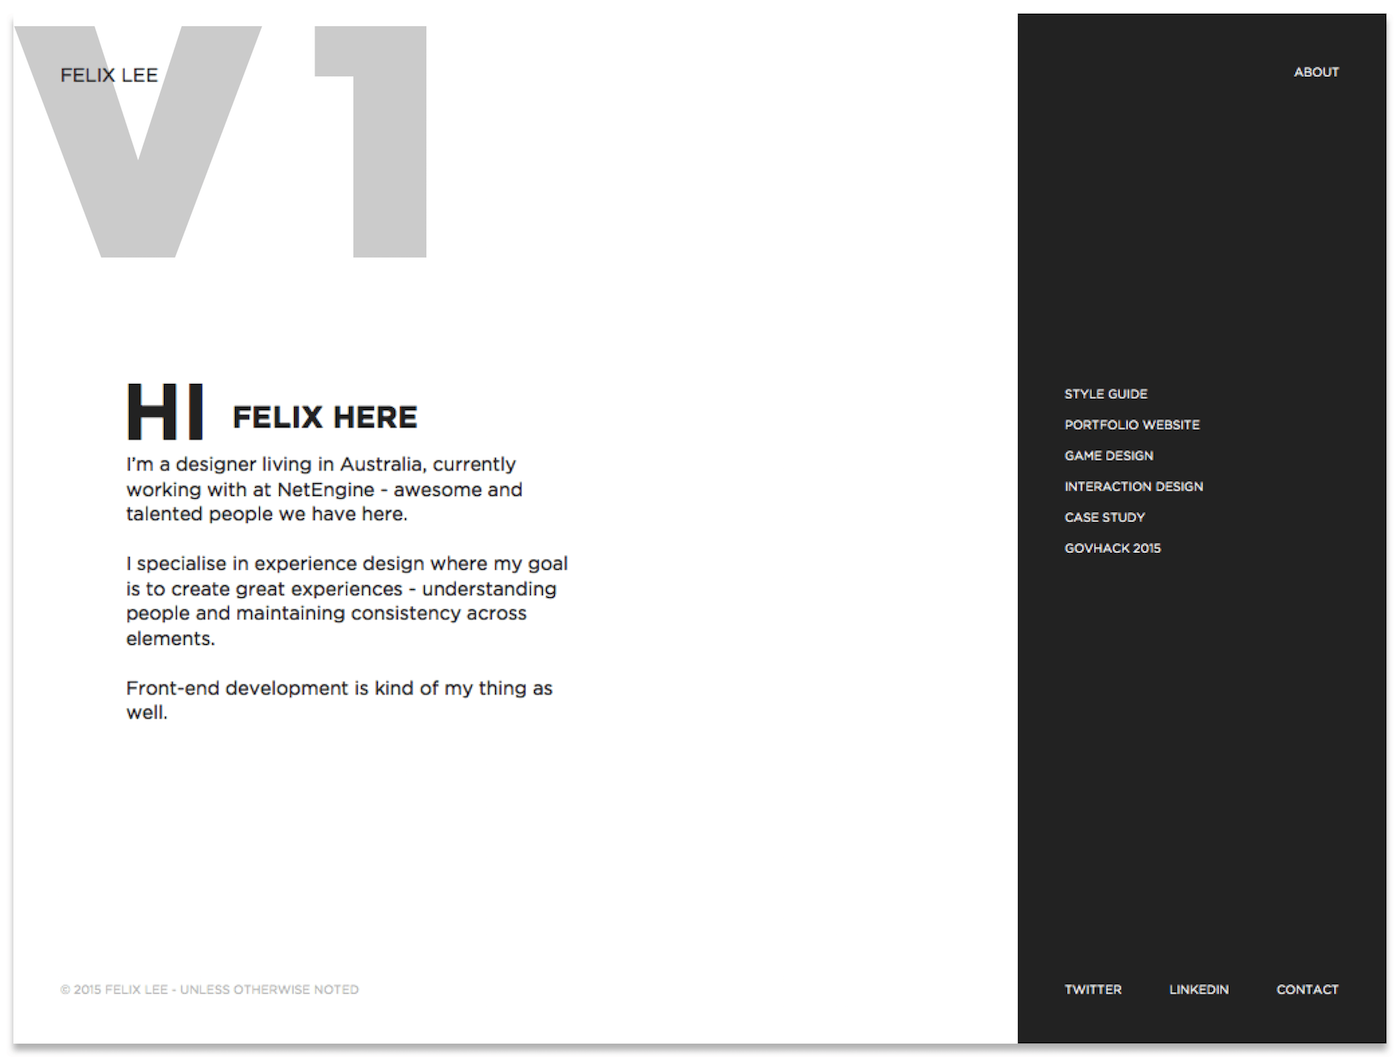 V1
FELIX LEE
ABOUT
HI FELIX HERE
I'm a designer living in Australia, currently
working with at NetEngine - awesome and
talented people we have here.
I specialise in experience design where my goal
is to create great experiences - understanding
people and maintaining consistency across
elements.
Front-end development is kind of my thing as
well.
STYLE GUIDE
PORTFOLIO WEBSITE
GAME DESIGN
INTERACTION DESIGN
CASE STUDY
GOVHACK 2015
© 2015 FELIX LEE - UNLESS OTHERWISE NOTED
TWITTER
LINKEDIN
CONTACT